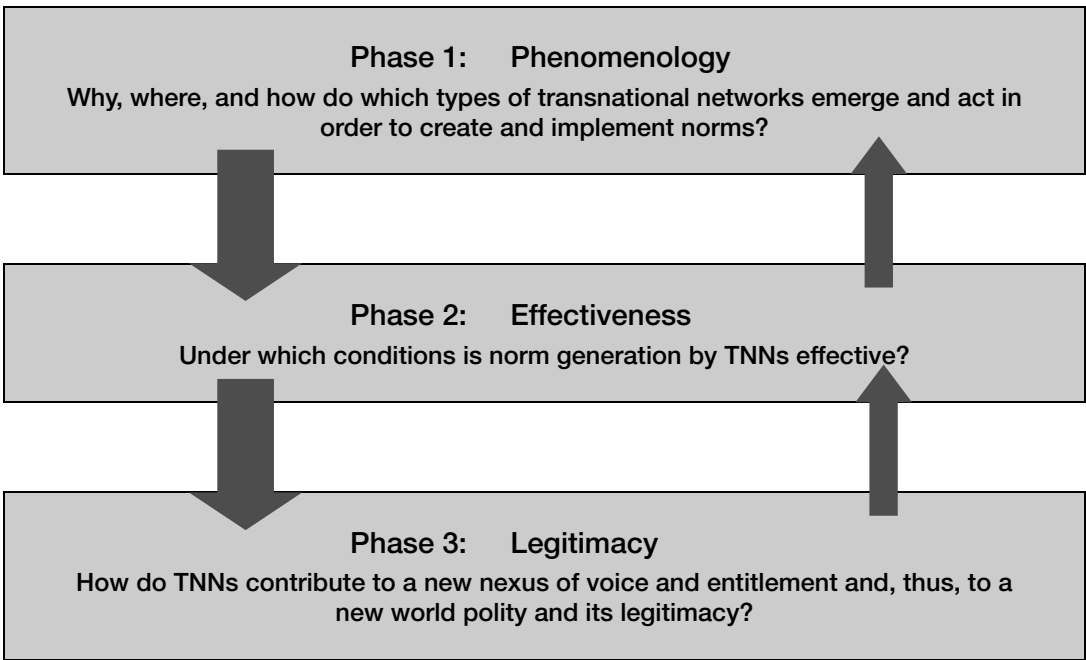 Phase 1: Phenomenology
Why, where, and how do which types of transnational networks emerge and act in
order to create and implement norms?
Phase 2: Effectiveness
Under which conditions is norm generation by TNNs effective?
Phase 3: Legitimacy
How do TNNs contribute to a new nexus of voice and entitlement and, thus, to a
new world polity and its legitimacy?